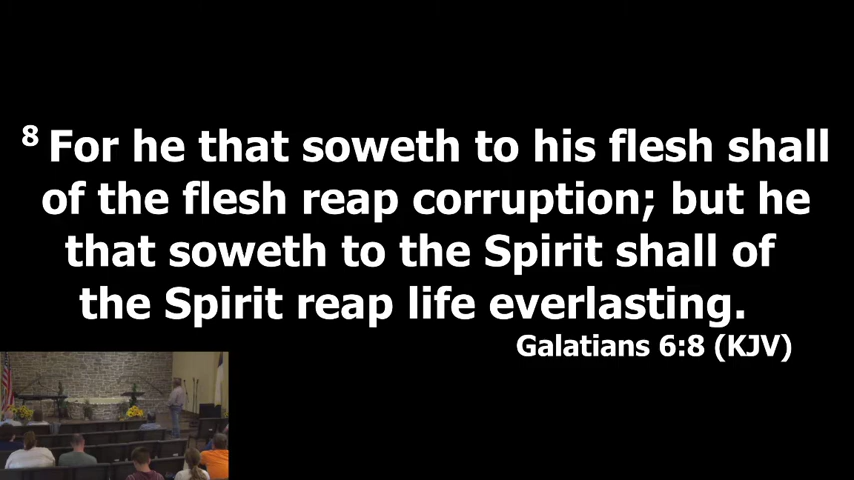 8 For he that soweth to his flesh shall
of the flesh reap corruption; but he
that soweth to the Spirit shall of
the Spirit reap life everlasting.
Galatians 6:8 (KJV)